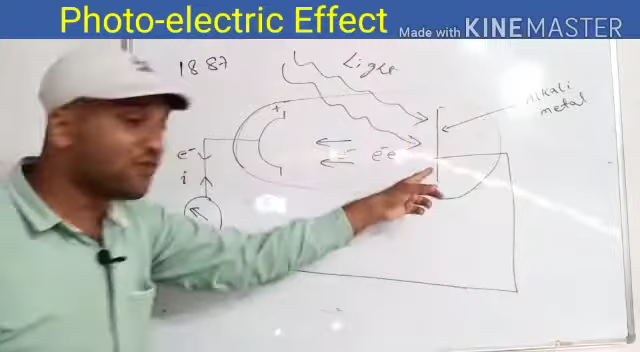 Photo-electric Effect
Made with KINEMASTER
1887
Light
Alkali
metal
+
e⁻
e⁻ e
i